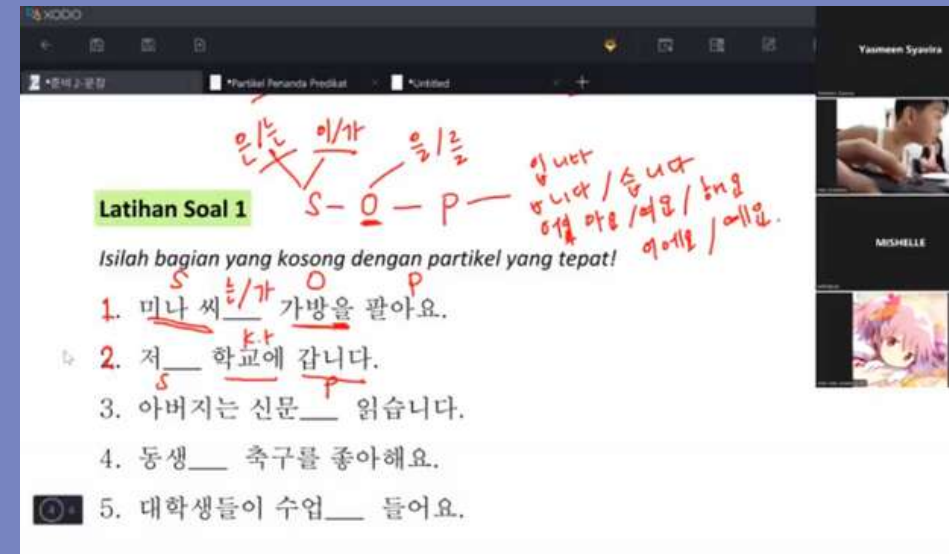 XODO
*준비 2-문장
*Partikel Penanda Predikat
*Untitled
Yasmeen Syavira
은/는 이/가 을/를
S - O - P -
입니다
ㅂ니다 / 습니다
아요 / 어요 / 해요
이에요 / 예요.
Latihan Soal 1
Isilah bagian yang kosong dengan partikel yang tepat!
S 는/가 O P
1. 미나 씨___ 가방을 팔아요.
K.t
2. 저___ 학교에 갑니다.
S P
3. 아버지는 신문___ 읽습니다.
4. 동생___ 축구를 좋아해요.
5. 대학생들이 수업___ 들어요.
MISHELLE